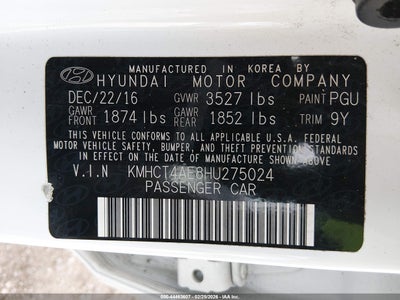 MANUFACTURED IN KOREA BY
HYUNDAI MOTOR COMPANY
DEC/22/16 GVWR 3527 lbs PAINT PGU
GAWR FRONT 1874 lbs GAWR REAR 1852 lbs TRIM 9Y
THIS VEHICLE CONFORMS TO ALL APPLICABLE U.S.A. FEDERAL
MOTOR VEHICLE SAFETY, BUMPER, AND THEFT PREVENTION
STANDARDS IN EFFECT ON THE DATE OF MANUFACTURE SHOWN ABOVE
V.I.N KMHCT4AE8HU275024
PASSENGER CAR